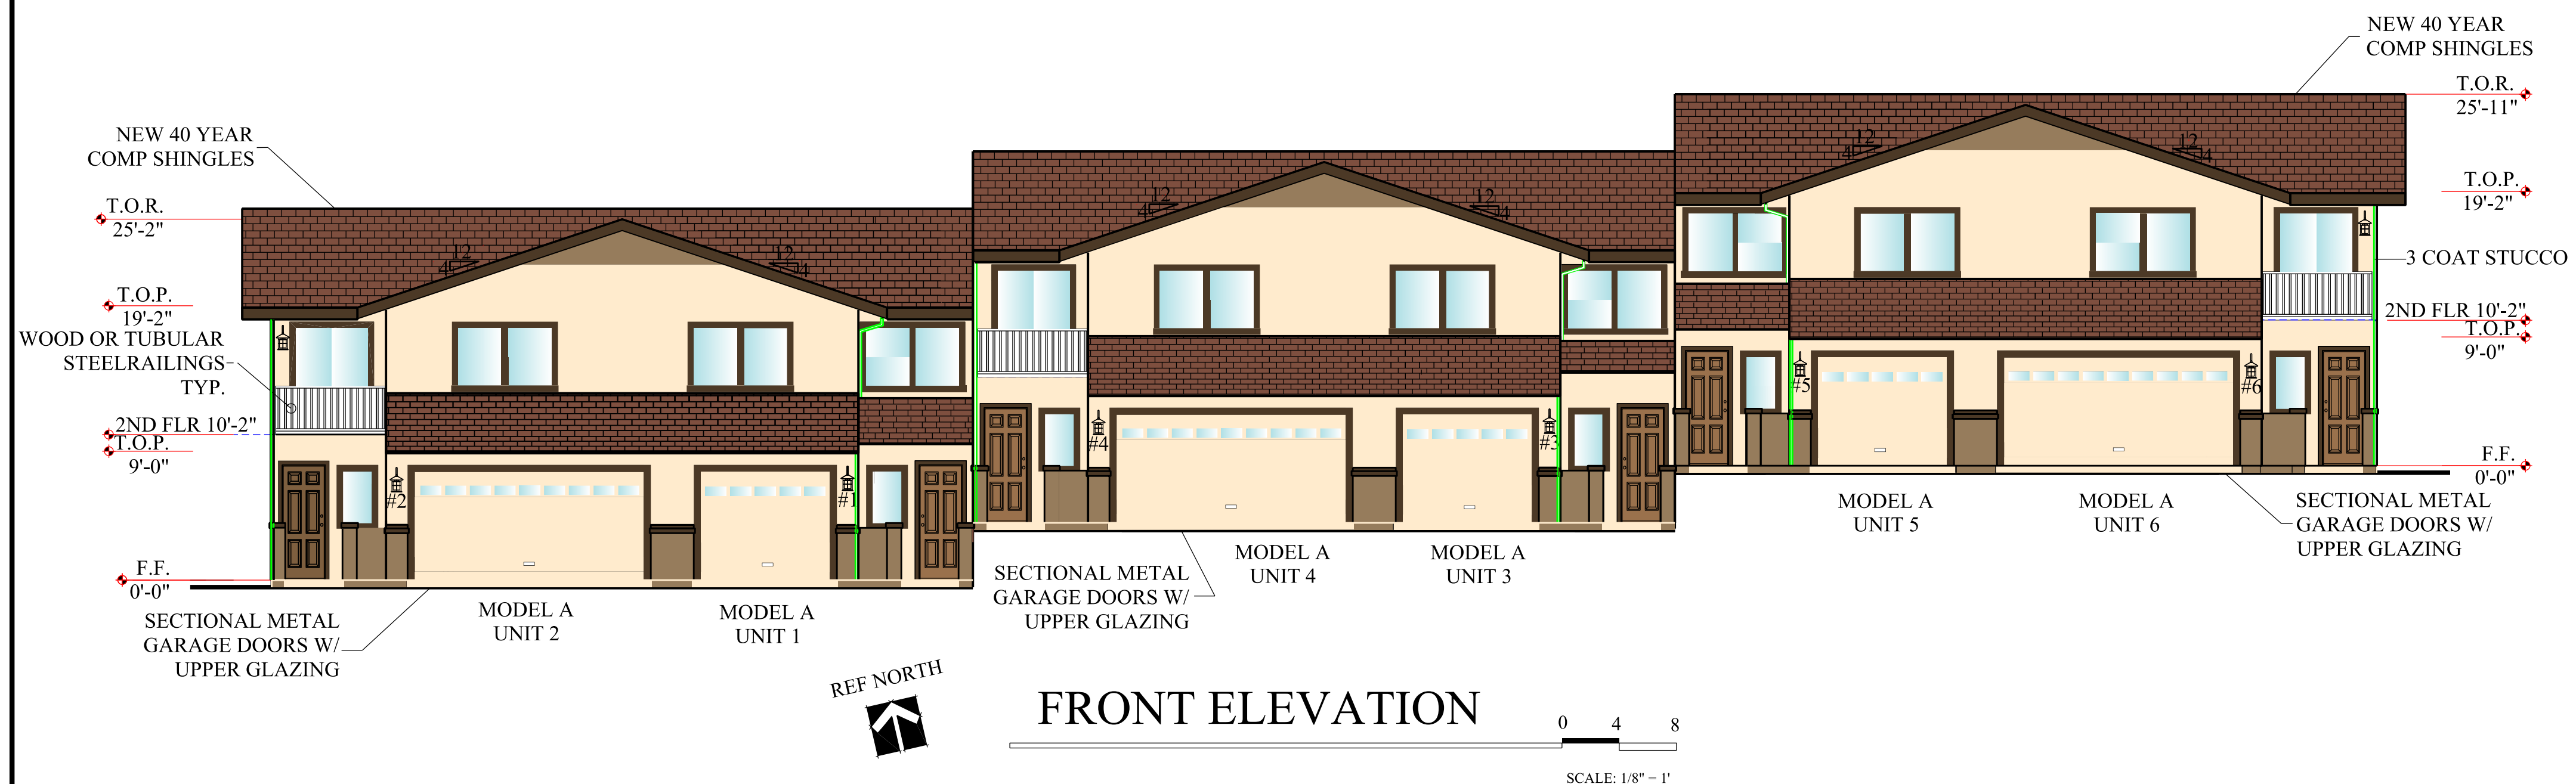 NEW 40 YEAR
COMP SHINGLES
T.O.R.
25'-11"
T.O.P.
19'-2"
3 COAT STUCCO
2ND FLR 10'-2"
T.O.P.
9'-0"
F.F.
0'-0"
SECTIONAL METAL
GARAGE DOORS W/
UPPER GLAZING
NEW 40 YEAR
COMP SHINGLES
T.O.R.
25'-2"
T.O.P.
19'-2"
WOOD OR TUBULAR
STEELRAILINGS
TYP.
2ND FLR 10'-2"
T.O.P.
9'-0"
F.F.
0'-0"
SECTIONAL METAL
GARAGE DOORS W/
UPPER GLAZING
12
4
12
4
12
4
12
4
12
4
12
4
#2
#1
#4
#3
#5
#6
MODEL A
UNIT 2
MODEL A
UNIT 1
SECTIONAL METAL
GARAGE DOORS W/
UPPER GLAZING
MODEL A
UNIT 4
MODEL A
UNIT 3
MODEL A
UNIT 5
MODEL A
UNIT 6
REF NORTH
FRONT ELEVATION
0 4 8
SCALE: 1/8" = 1'